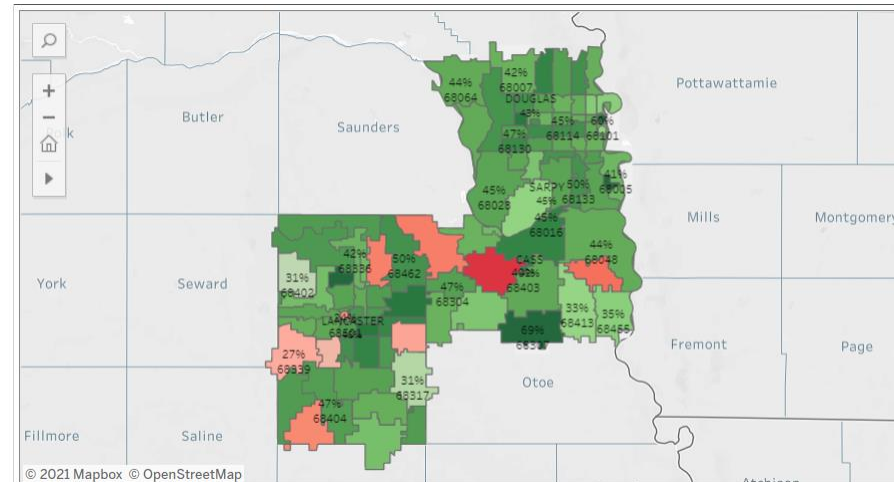 Pottawattamie
Butler
Saunders
44%
68064
42%
68007
DOUGLAS
43%
47%
68130
45%
68114
60%
68101
45%
68023
SARPY
45%
50%
68133
41%
68005
45%
68016
Mills
Montgomery
44%
68048
CASS
68403
York
Seward
31%
68402
42%
68336
50%
68462
47%
68304
LANCASTER
33%
68413
35%
68455
69%
27%
68339
31%
68317
Fremont
Page
Otoe
47%
68404
Fillmore
Saline
© 2021 Mapbox © OpenStreetMap